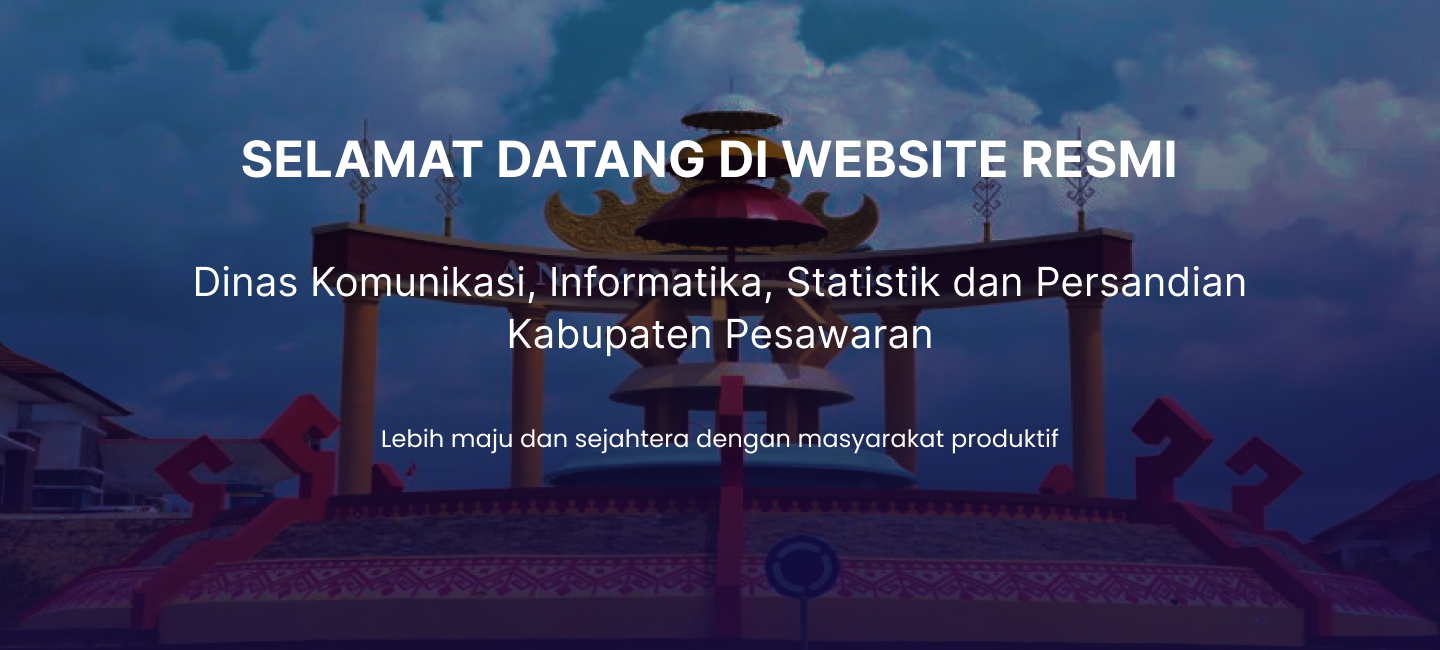 SELAMAT DATANG DI WEBSITE RESMI
Dinas Komunikasi, Informatika, Statistik dan Persandian
Kabupaten Pesawaran
Lebih maju dan sejahtera dengan masyarakat produktif